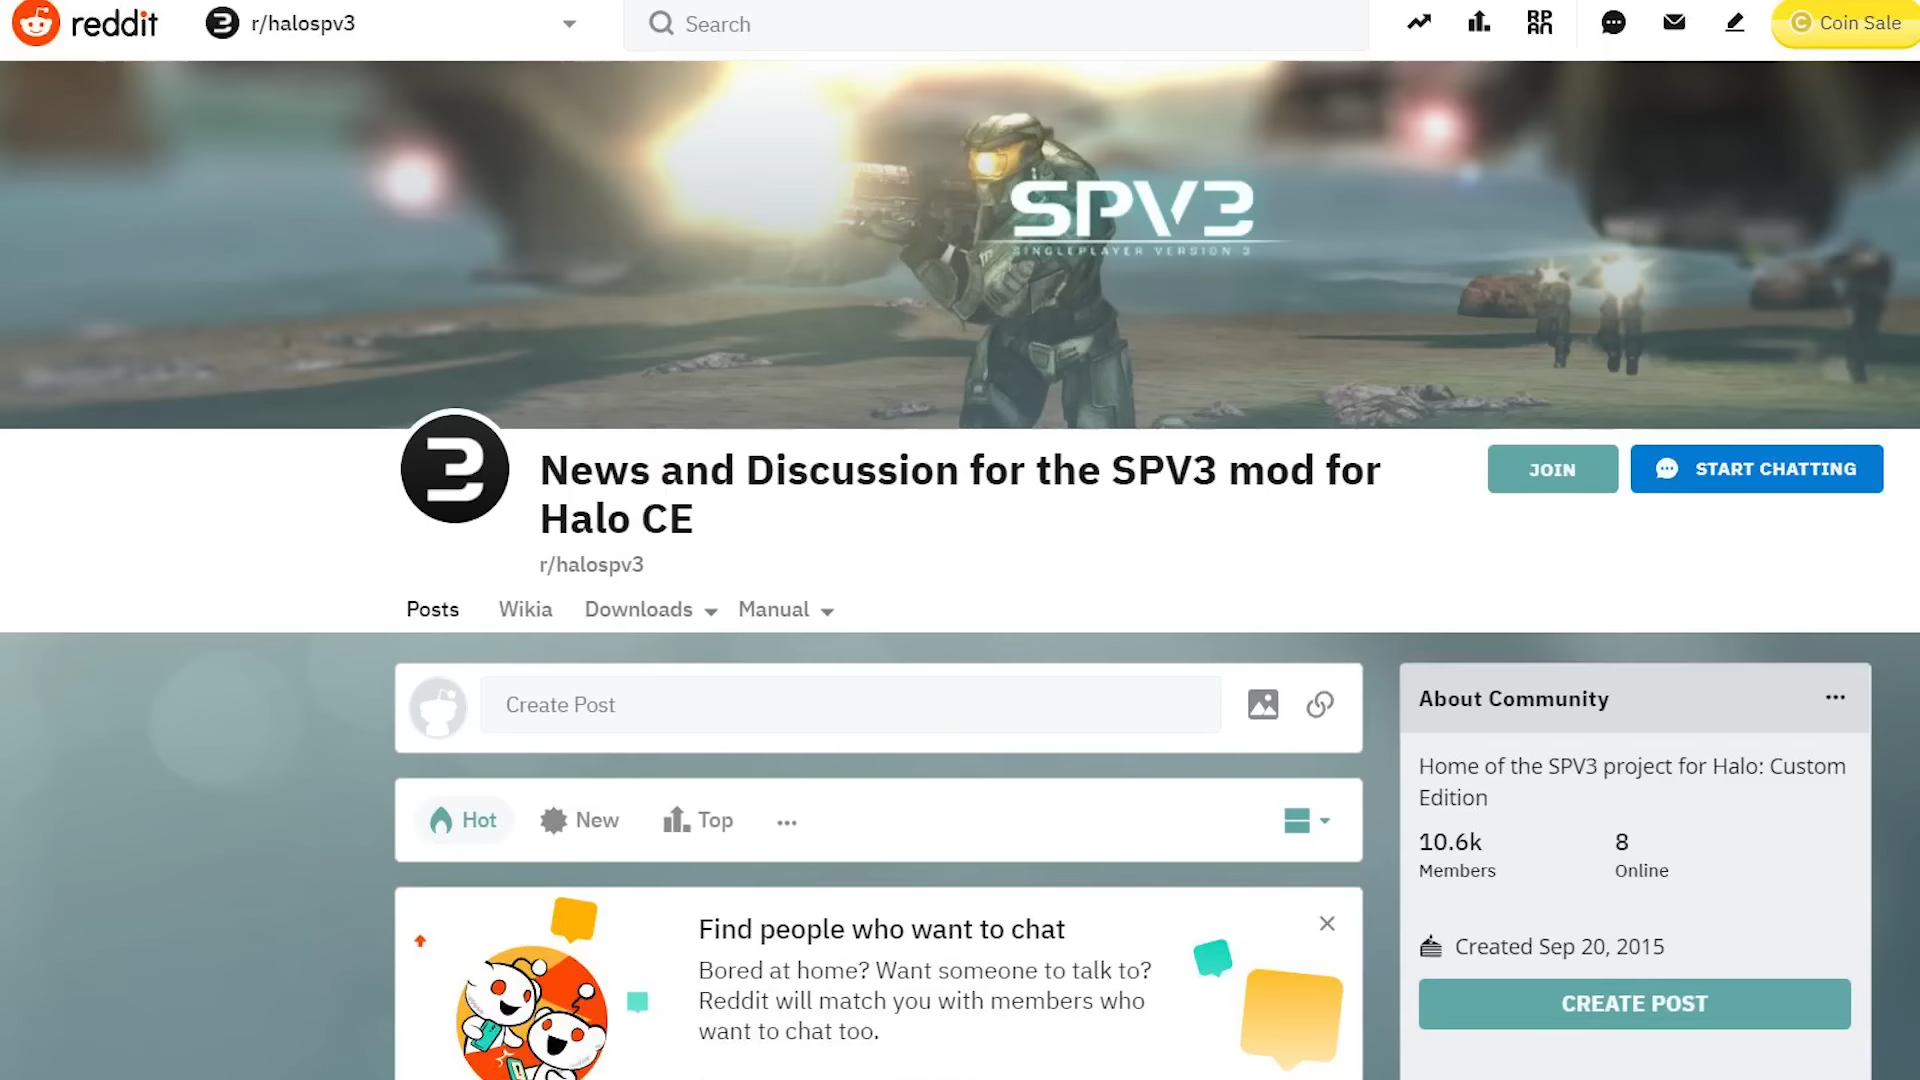 reddit
r/halospv3
Search
RPAN
Coin Sale
SPV3
SINGLEPLAYER VERSION 3
News and Discussion for the SPV3 mod for
Halo CE
JOIN
START CHATTING
r/halospv3
Posts
Wikia
Downloads
Manual
Create Post
About Community
Home of the SPV3 project for Halo: Custom
Edition
10.6k
8
Members
Online
Hot
New
Top
Find people who want to chat
Bored at home? Want someone to talk to?
Reddit will match you with members who
want to chat too.
Created Sep 20, 2015
CREATE POST